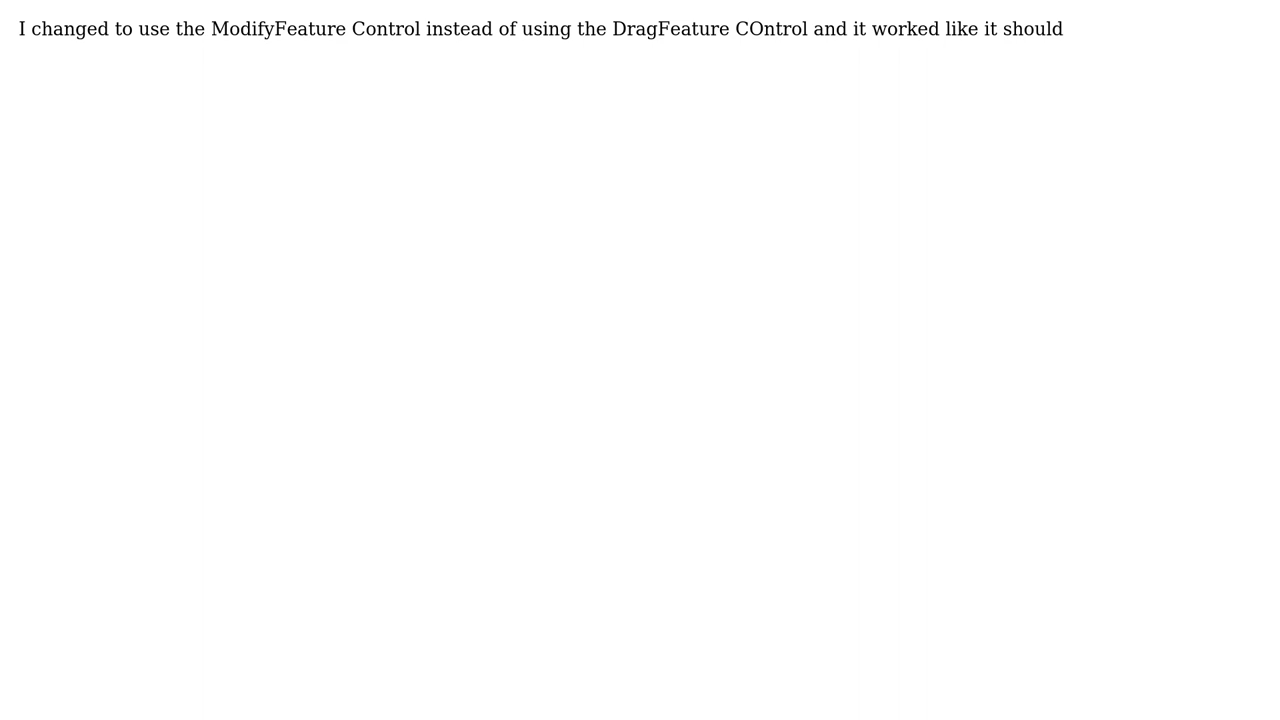 I changed to use the ModifyFeature Control instead of using the DragFeature COntrol and it worked like it should